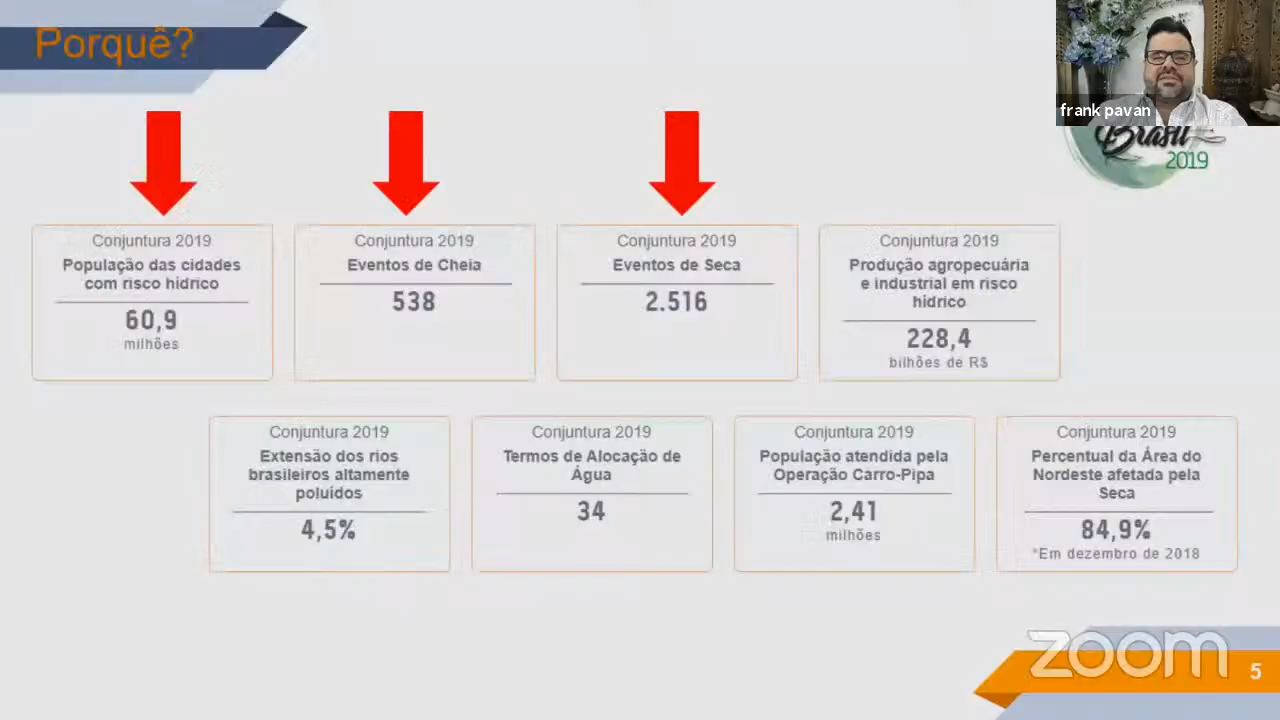 Porquê?
frank pavan
Brasil
2019
Conjuntura 2019
População das cidades
com risco hídrico
60,9
milhões
Conjuntura 2019
Eventos de Cheia
538
Conjuntura 2019
Eventos de Seca
2.516
Conjuntura 2019
Produção agropecuária
e industrial em risco
hídrico
228,4
bilhões de R$
Conjuntura 2019
Extensão dos rios
brasileiros altamente
poluídos
4,5%
Conjuntura 2019
Termos de Alocação de
Água
34
Conjuntura 2019
População atendida pela
Operação Carro-Pipa
2,41
milhões
Conjuntura 2019
Percentual da Área do
Nordeste afetada pela
Seca
84,9%
*Em dezembro de 2018
zoom
5